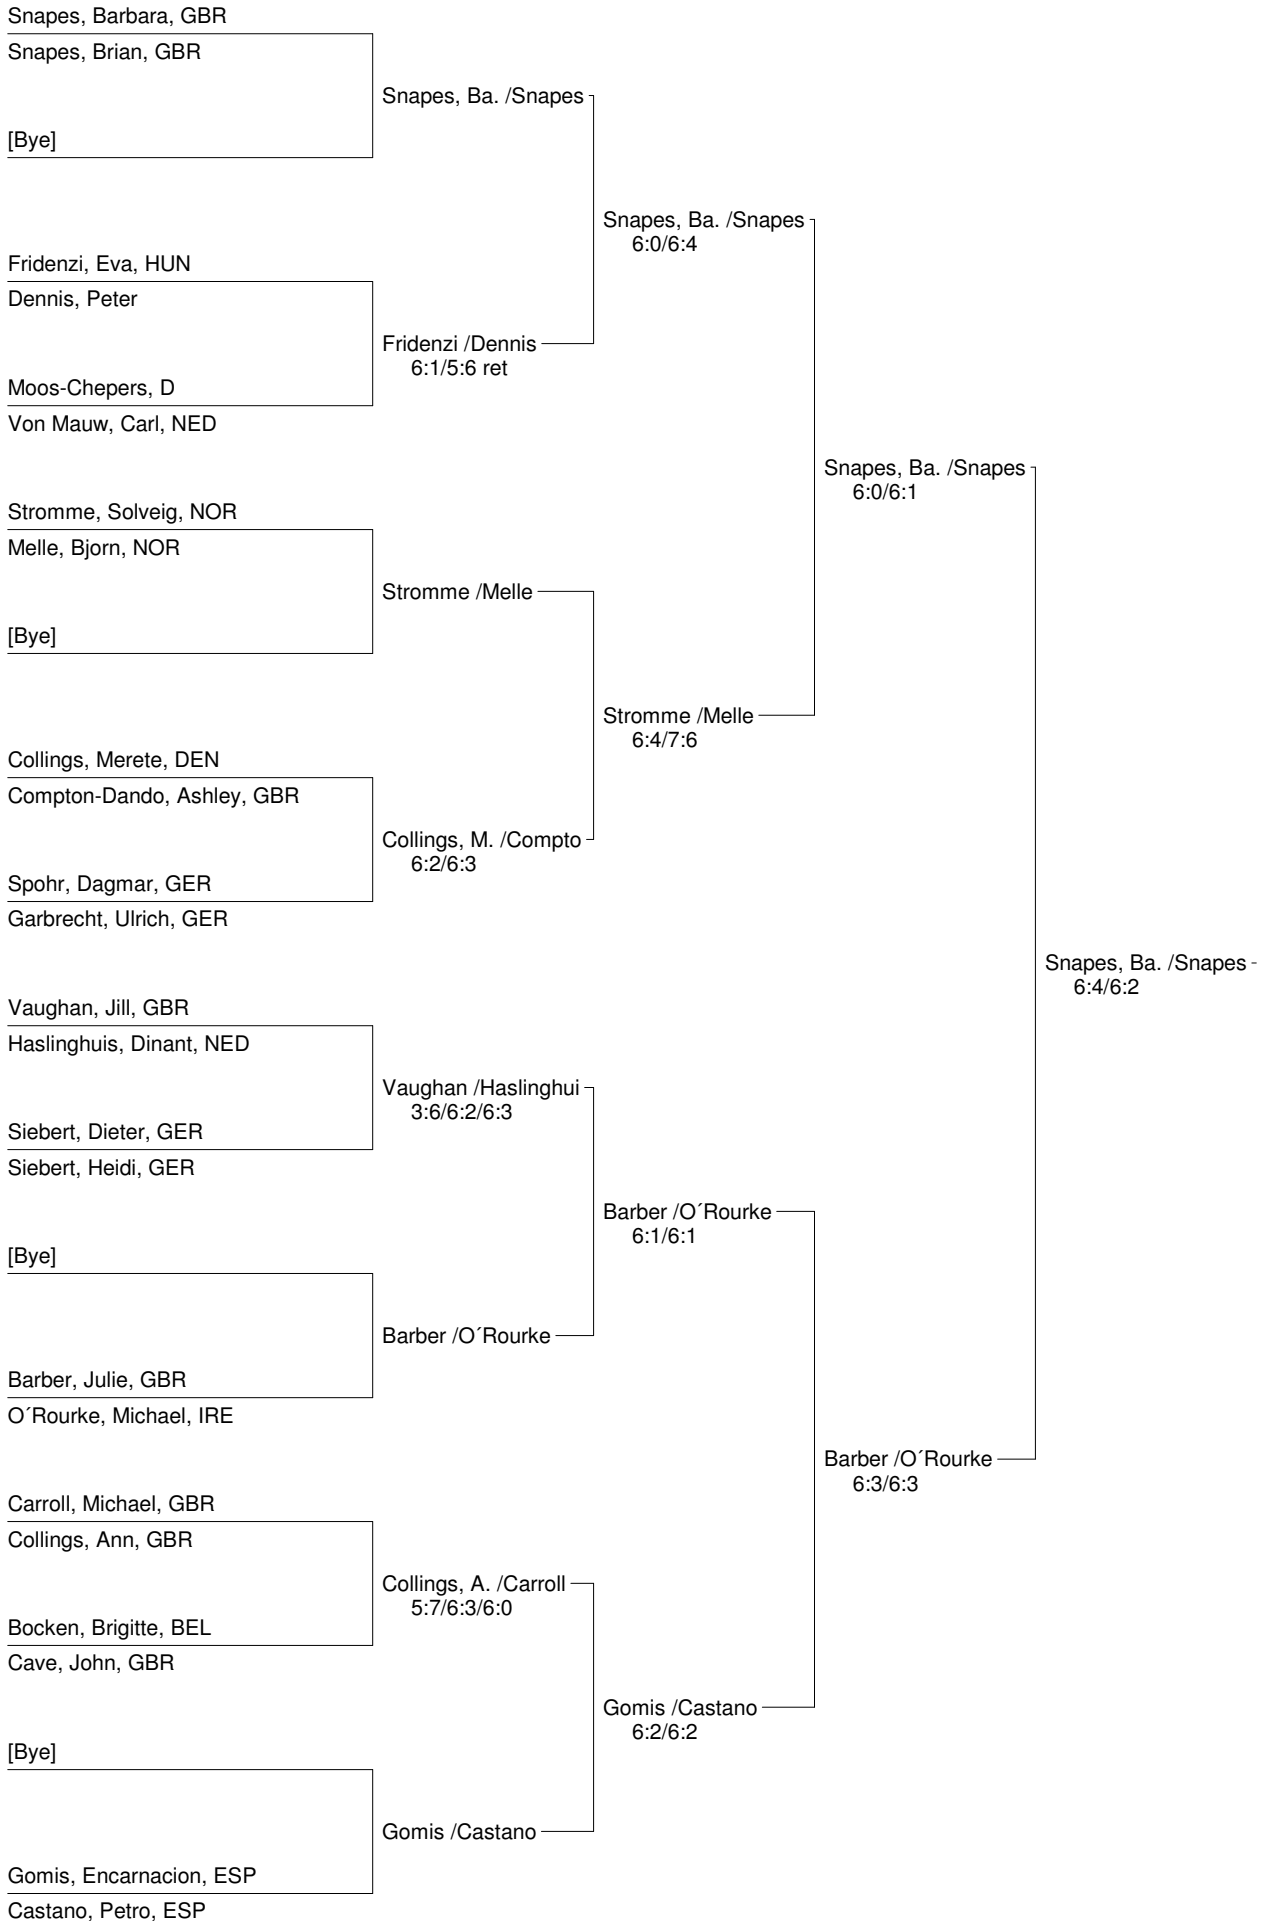 Snapes, Barbara, GBR
Snapes, Brian, GBR
Snapes, Ba. /Snapes
[Bye]
Snapes, Ba. /Snapes
6:0/6:4
Fridenzi, Eva, HUN
Dennis, Peter
Fridenzi /Dennis
6:1/5:6 ret
Moos-Chepers, D
Von Mauw, Carl, NED
Snapes, Ba. /Snapes
6:0/6:1
Stromme, Solveig, NOR
Melle, Bjorn, NOR
Stromme /Melle
[Bye]
Stromme /Melle
6:4/7:6
Collings, Merete, DEN
Compton-Dando, Ashley, GBR
Collings, M. /Compto
6:2/6:3
Spohr, Dagmar, GER
Garbrecht, Ulrich, GER
Snapes, Ba. /Snapes
6:4/6:2
Vaughan, Jill, GBR
Haslinghuis, Dinant, NED
Vaughan /Haslinghui
3:6/6:2/6:3
Siebert, Dieter, GER
Siebert, Heidi, GER
Barber /O´Rourke
6:1/6:1
[Bye]
Barber /O´Rourke
Barber, Julie, GBR
O´Rourke, Michael, IRE
Barber /O´Rourke
6:3/6:3
Carroll, Michael, GBR
Collings, Ann, GBR
Collings, A. /Carroll
5:7/6:3/6:0
Bocken, Brigitte, BEL
Cave, John, GBR
Gomis /Castano
6:2/6:2
[Bye]
Gomis /Castano
Gomis, Encarnacion, ESP
Castano, Petro, ESP